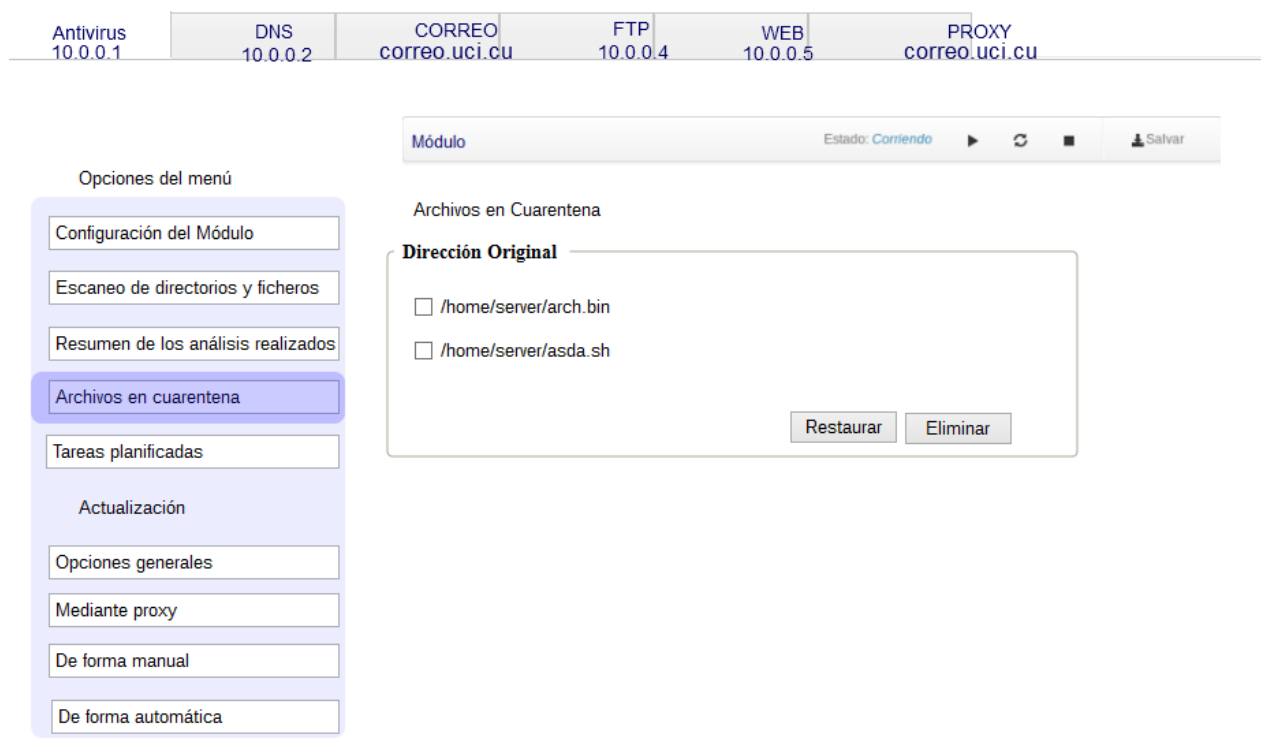 Antivirus
10.0.0.1
DNS
10.0.0.2
CORREO
correo.uci.cu
FTP
10.0.0.4
WEB
10.0.0.5
PROXY
correo.uci.cu
Módulo
Estado: Corriendo
Salvar
Opciones del menú
Configuración del Módulo
Escaneo de directorios y ficheros
Resumen de los análisis realizados
Archivos en cuarentena
Tareas planificadas
Actualización
Opciones generales
Mediante proxy
De forma manual
De forma automática
Archivos en Cuarentena
Dirección Original
/home/server/arch.bin
/home/server/asda.sh
Restaurar
Eliminar